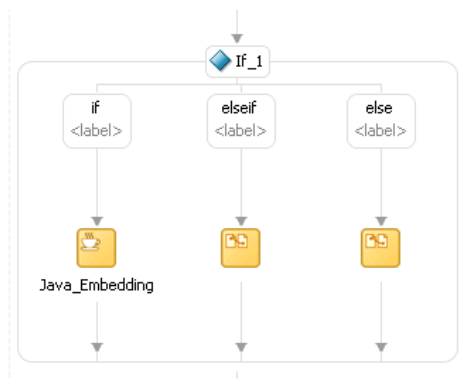 If_1
if elseif else
<label> <label> <label>
Java_Embedding